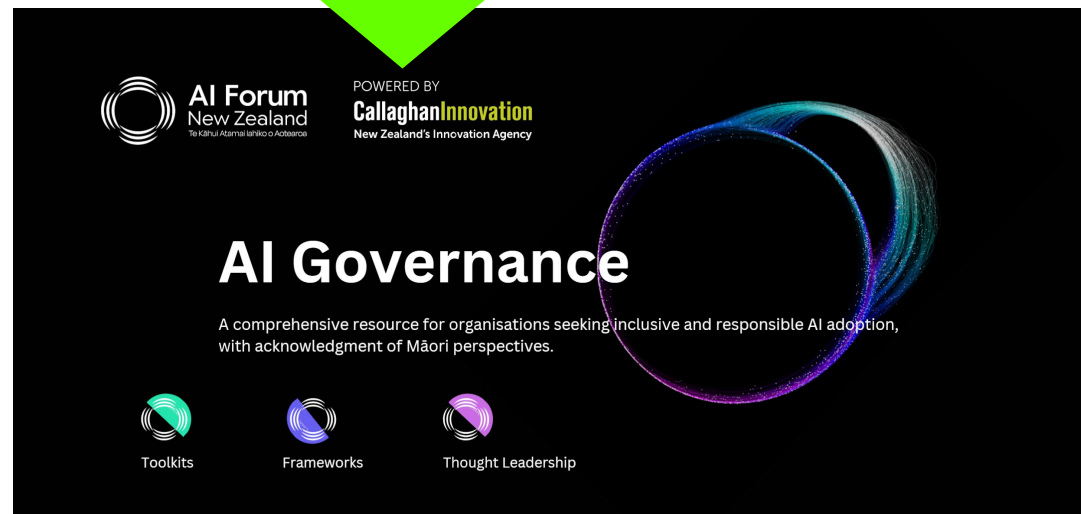 AI Forum
New Zealand
Te Kāhui Atamai Iahiko o Aotearoa
POWERED BY
CallaghanInnovation
New Zealand's Innovation Agency
AI Governance
A comprehensive resource for organisations seeking inclusive and responsible AI adoption,
with acknowledgment of Māori perspectives.
Toolkits
Frameworks
Thought Leadership